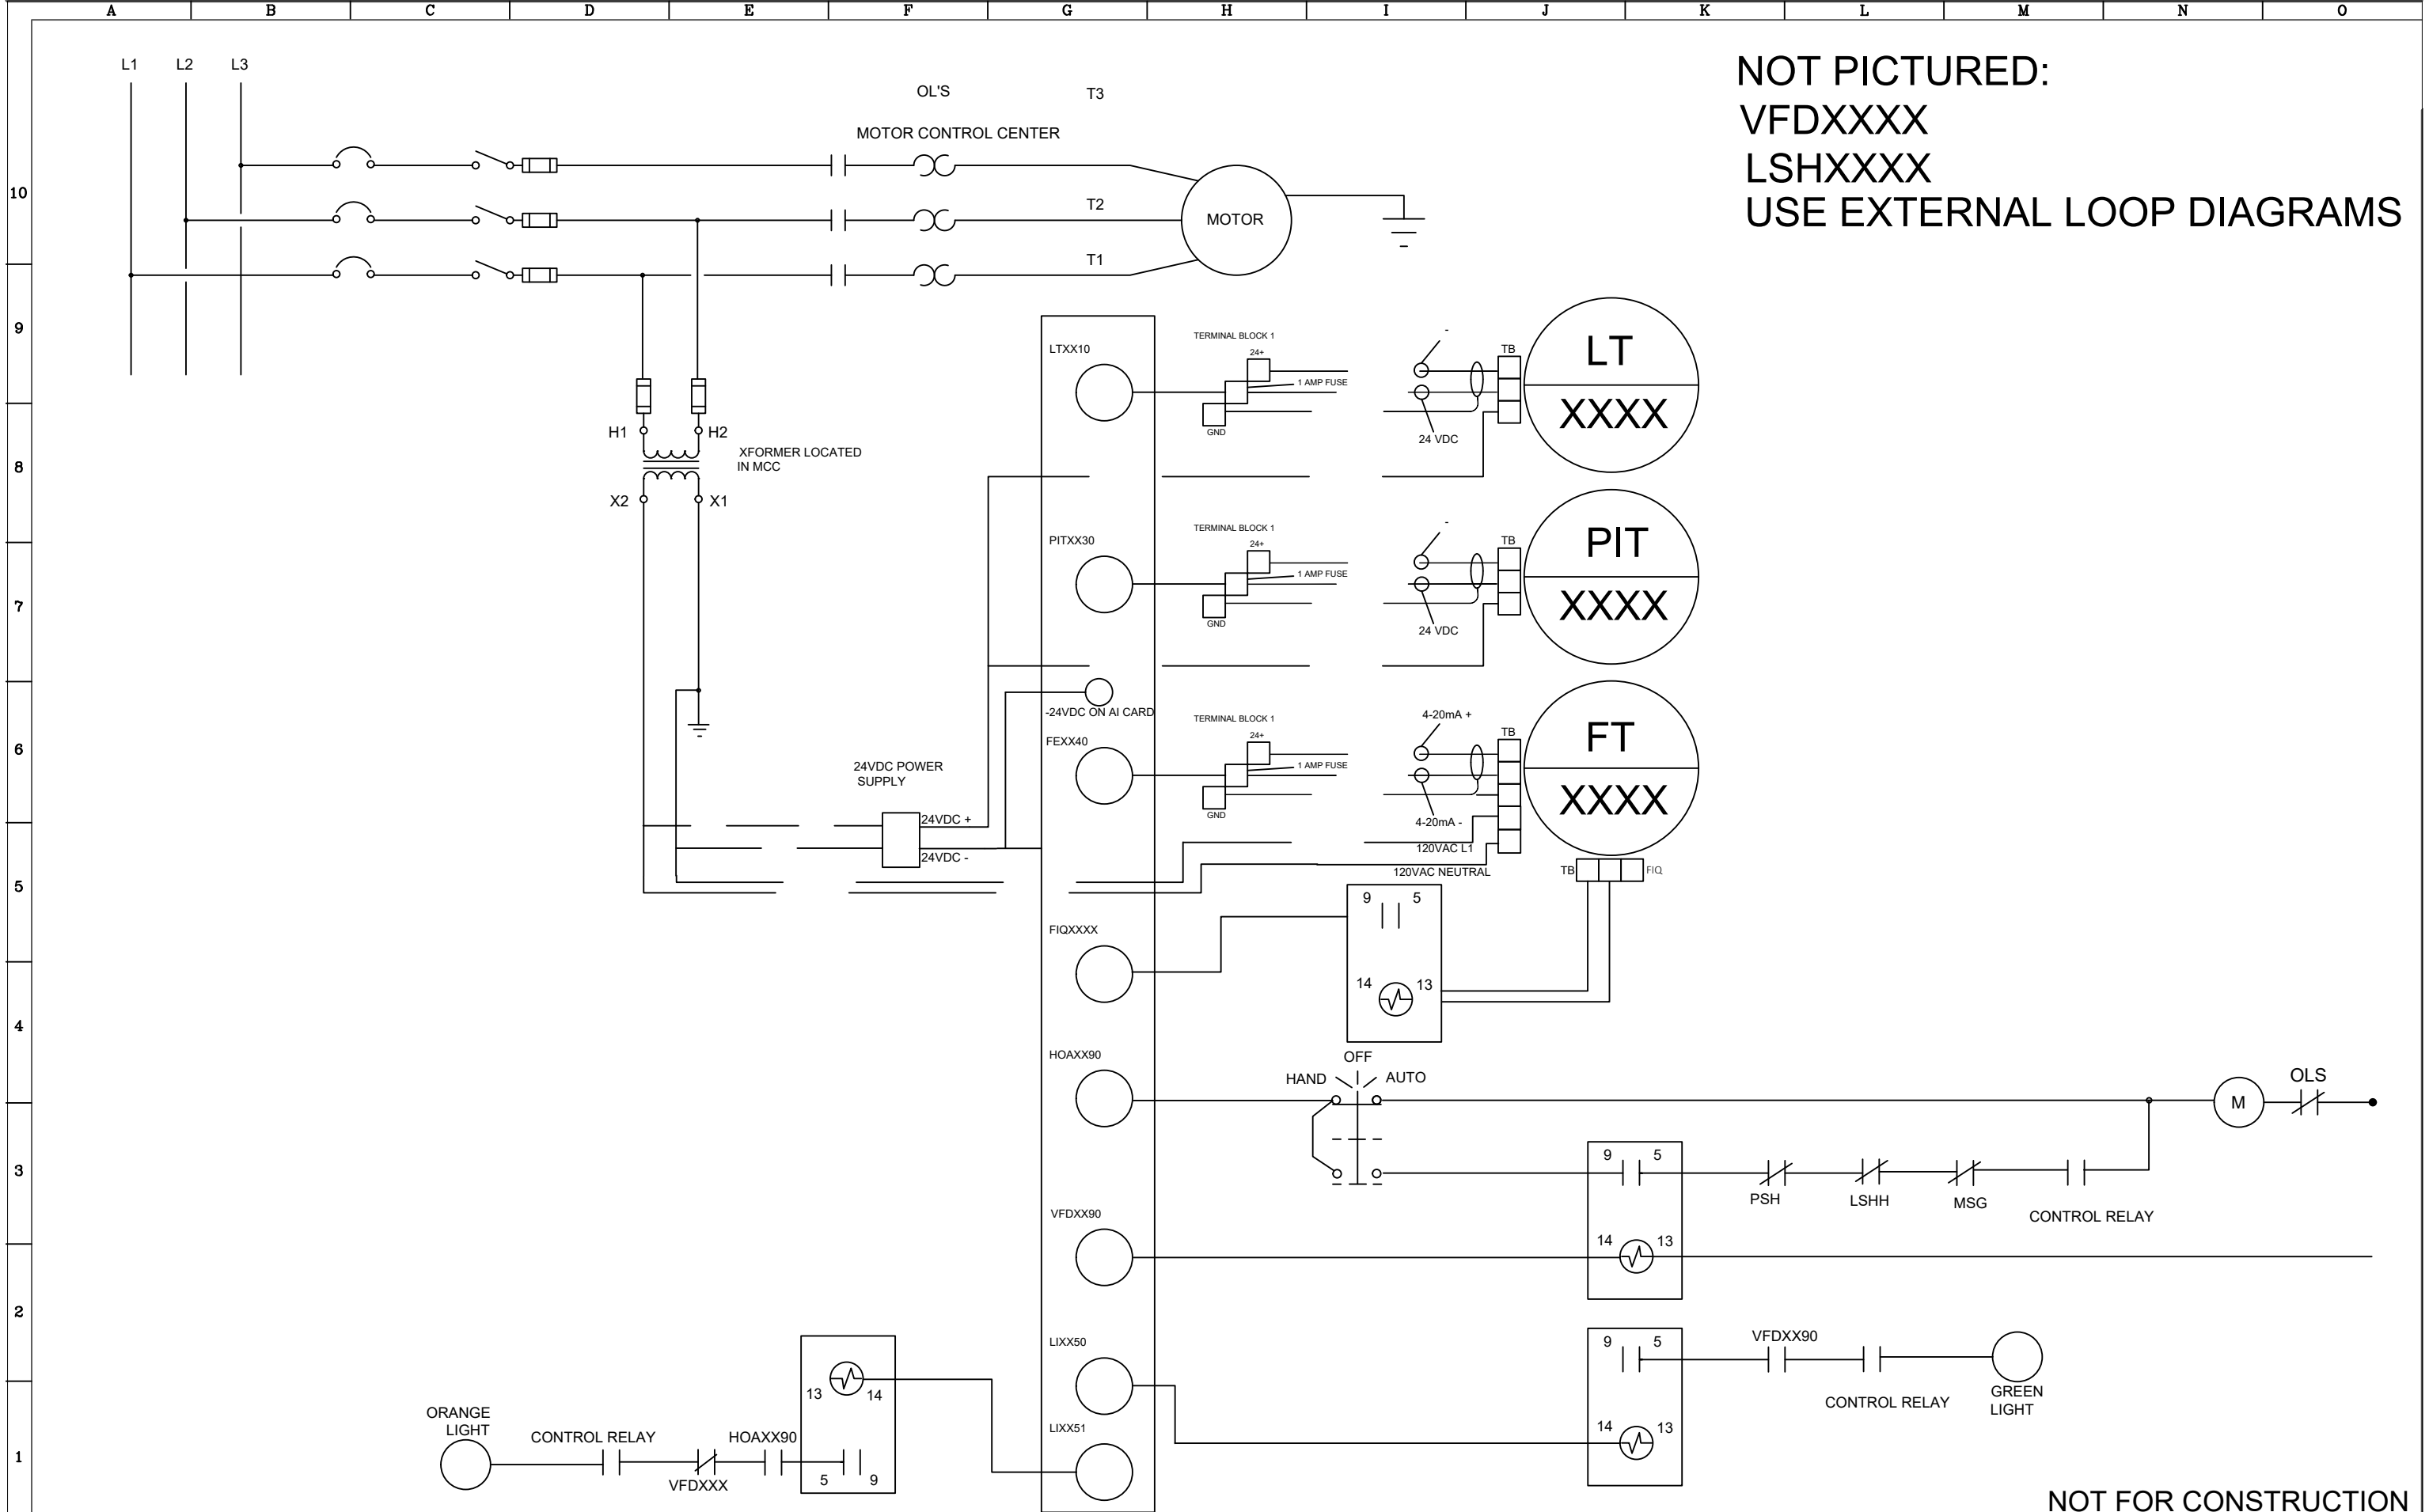 A B C D E F G H I J K L M N O
L1 L2 L3
NOT PICTURED:
VFDXXXX
LSHXXXX
USE EXTERNAL LOOP DIAGRAMS
OL'S
T3
MOTOR CONTROL CENTER
10
T2
MOTOR
T1
9
LTXX10
TERMINAL BLOCK 1
24+
1 AMP FUSE
GND
-
24 VDC
TB
LT
XXXX
H1 H2
XFORMER LOCATED
IN MCC
8
X2 X1
PITXX30
TERMINAL BLOCK 1
24+
1 AMP FUSE
GND
-
24 VDC
TB
PIT
XXXX
7
-24VDC ON AI CARD
FEXX40
TERMINAL BLOCK 1
24+
1 AMP FUSE
GND
4-20mA +
4-20mA -
TB
FT
XXXX
6
24VDC POWER
SUPPLY
24VDC +
24VDC -
120VAC L1
120VAC NEUTRAL
TB FIQ
5
9 5
FIQXXXX
14 13
4
HOAXX90
OFF
HAND AUTO
M
OLS
3
9 5
PSH
LSHH
MSG
CONTROL RELAY
VFDXX90
14 13
2
LIXX50
9 5
VFDXX90
CONTROL RELAY
GREEN
LIGHT
14 13
13 14
ORANGE
LIGHT
CONTROL RELAY
HOAXX90
VFDXXX
5 9
LIXX51
1
NOT FOR CONSTRUCTION